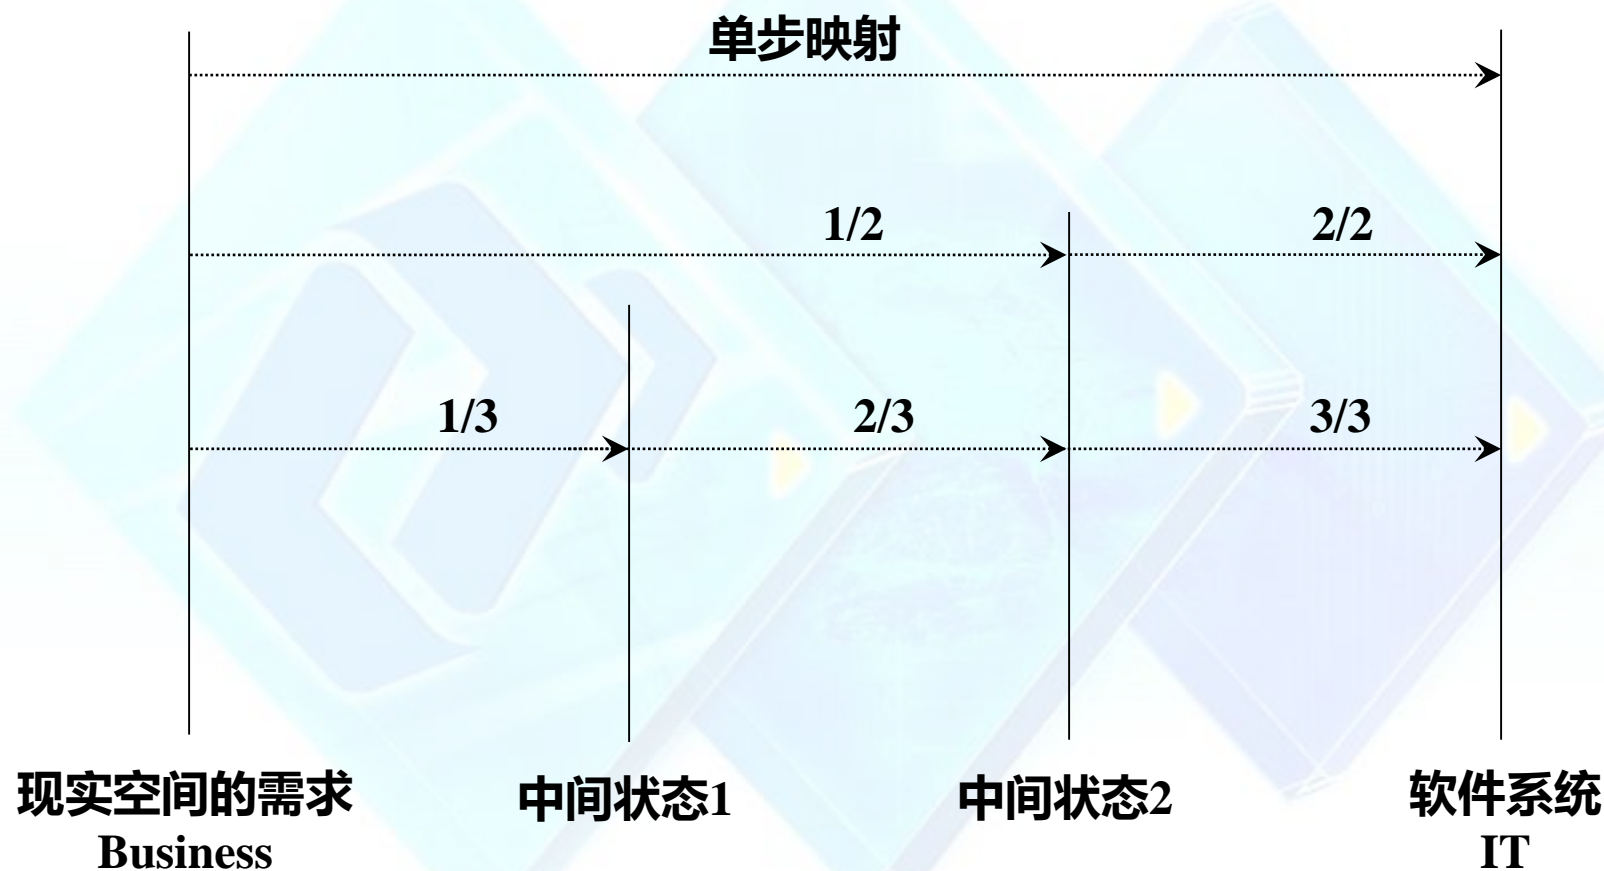 单步映射
1/2
2/2
1/3
2/3
3/3
现实空间的需求
Business
中间状态1
中间状态2
软件系统
IT